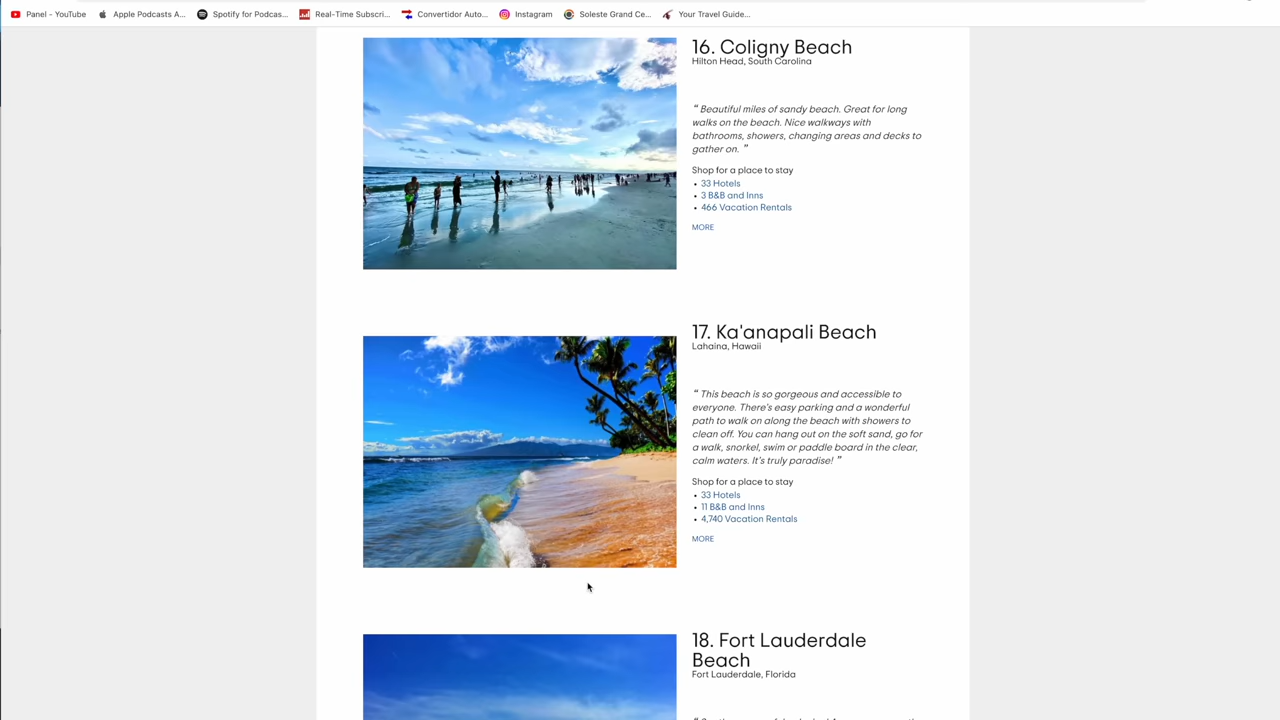 Panel - YouTube
Apple Podcasts A...
Spotify for Podcas...
Real-Time Subscri...
Convertidor Auto...
Instagram
Soleste Grand Ce...
Your Travel Guide...
16. Coligny Beach
Hilton Head, South Carolina
“ Beautiful miles of sandy beach. Great for long
walks on the beach. Nice walkways with
bathrooms, showers, changing areas and decks to
gather on. ”
Shop for a place to stay
• 33 Hotels
• 3 B&B and Inns
• 466 Vacation Rentals
MORE
17. Ka'anapali Beach
Lahaina, Hawaii
“ This beach is so gorgeous and accessible to
everyone. There's easy parking and a wonderful
path to walk on along the beach with showers to
clean off. You can hang out on the soft sand, go for
a walk, snorkel, swim or paddle board in the clear,
calm waters. It's truly paradise! ”
Shop for a place to stay
• 33 Hotels
• 11 B&B and Inns
• 4,740 Vacation Rentals
MORE
18. Fort Lauderdale
Beach
Fort Lauderdale, Florida